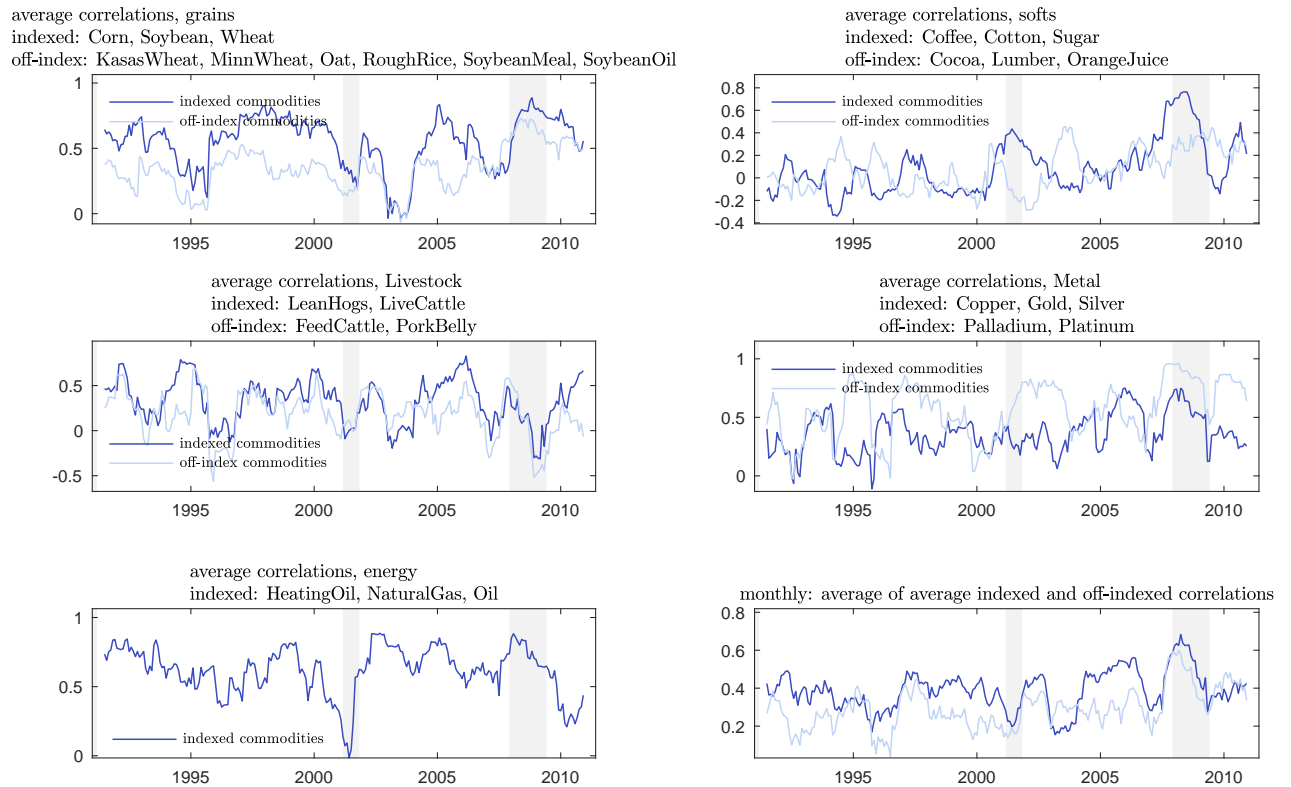 average correlations, grains
indexed: Corn, Soybean, Wheat
off-index: KasasWheat, MinnWheat, Oat, RoughRice, SoybeanMeal, SoybeanOil
1
0.5
0
indexed commodities
off-index commodities
1995
2000
2005
2010
average correlations, softs
indexed: Coffee, Cotton, Sugar
off-index: Cocoa, Lumber, OrangeJuice
0.8
0.6
0.4
0.2
0
-0.2
-0.4
indexed commodities
off-index commodities
1995
2000
2005
2010
average correlations, Livestock
indexed: LeanHogs, LiveCattle
off-index: FeedCattle, PorkBelly
0.5
0
-0.5
indexed commodities
off-index commodities
1995
2000
2005
2010
average correlations, Metal
indexed: Copper, Gold, Silver
off-index: Palladium, Platinum
1
0.5
0
indexed commodities
off-index commodities
1995
2000
2005
2010
average correlations, energy
indexed: HeatingOil, NaturalGas, Oil
1
0.5
0
indexed commodities
1995
2000
2005
2010
monthly: average of average indexed and off-indexed correlations
0.8
0.6
0.4
0.2
1995
2000
2005
2010